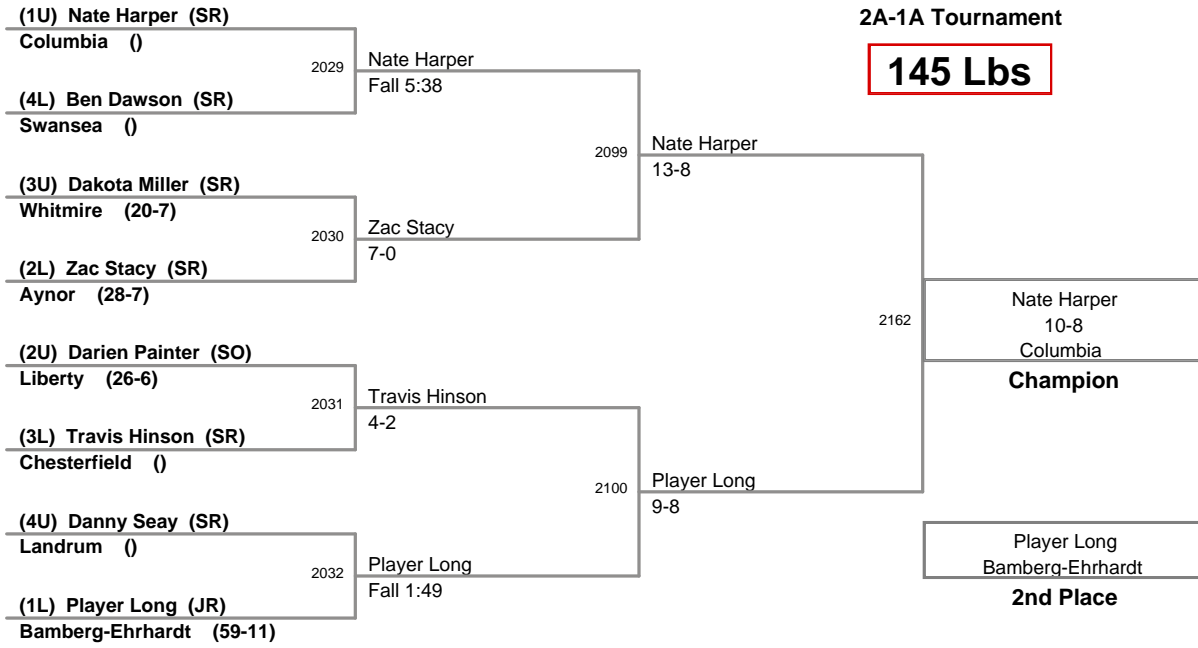 2A-1A Tournament
145 Lbs
(1U) Nate Harper (SR)
Columbia ()
2029
Nate Harper
Fall 5:38
(4L) Ben Dawson (SR)
Swansea ()
2099
Nate Harper
13-8
(3U) Dakota Miller (SR)
Whitmire (20-7)
2030
Zac Stacy
7-0
(2L) Zac Stacy (SR)
Aynor (28-7)
2162
Nate Harper
10-8
Columbia
Champion
(2U) Darien Painter (SO)
Liberty (26-6)
2031
Travis Hinson
4-2
(3L) Travis Hinson (SR)
Chesterfield ()
2100
Player Long
9-8
(4U) Danny Seay (SR)
Landrum ()
2032
Player Long
Fall 1:49
(1L) Player Long (JR)
Bamberg-Ehrhardt (59-11)
Player Long
Bamberg-Ehrhardt
2nd Place